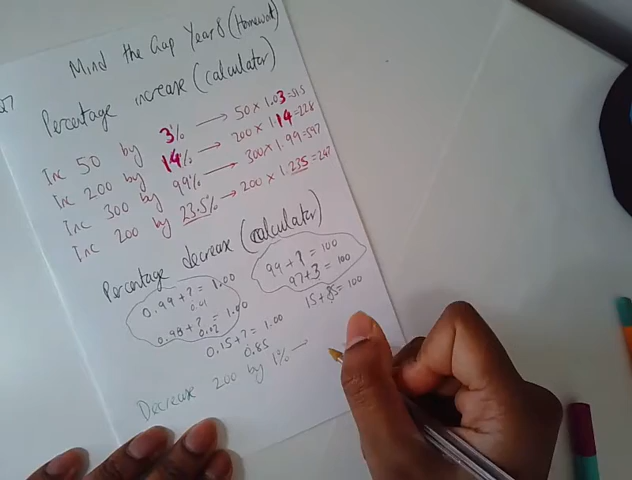 Mind the Gap Year 8 (Homework)
Q7
Percentage increase (calculator)
Inc 50 by 3% → 50 x 1.03=51.5
Inc 200 by 14% → 200 x 1.14=228
Inc 300 by 99% → 300 x 1.99=597
Inc 200 by 23.5% → 200 x 1.235=247
Percentage decrease (calculator)
99 + ? = 100
97+3 = 100
0.99 + ? = 1.00
0.01
0.98 + ? = 1.00
0.02
15+85= 100
0.15+? = 1.00
0.85
Decrease 200 by 1% →